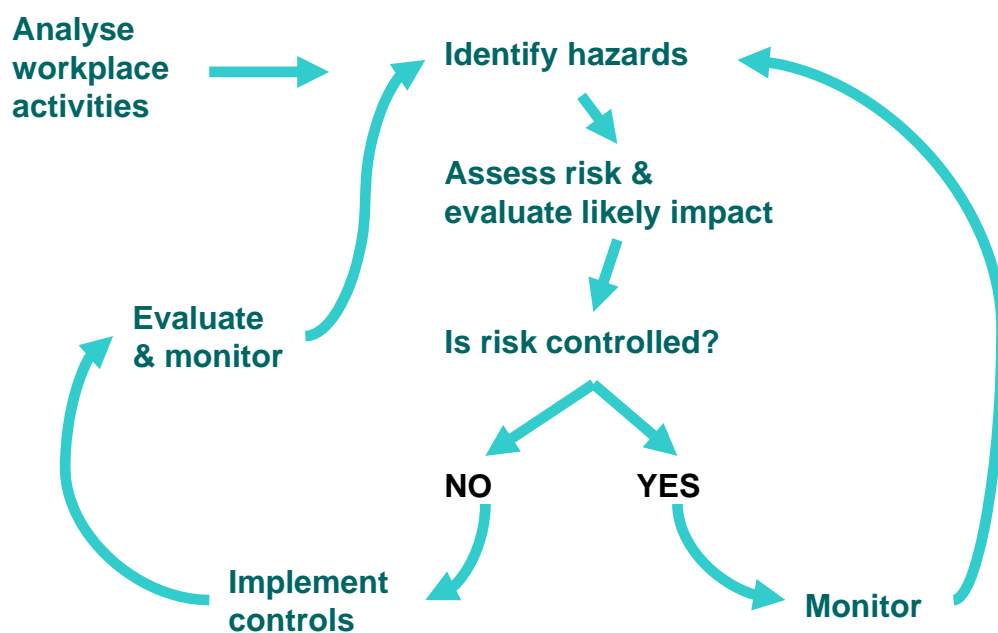 Analyse
workplace
activities
Identify hazards
Assess risk &
evaluate likely impact
Evaluate
& monitor
Is risk controlled?
NO
YES
Implement
controls
Monitor